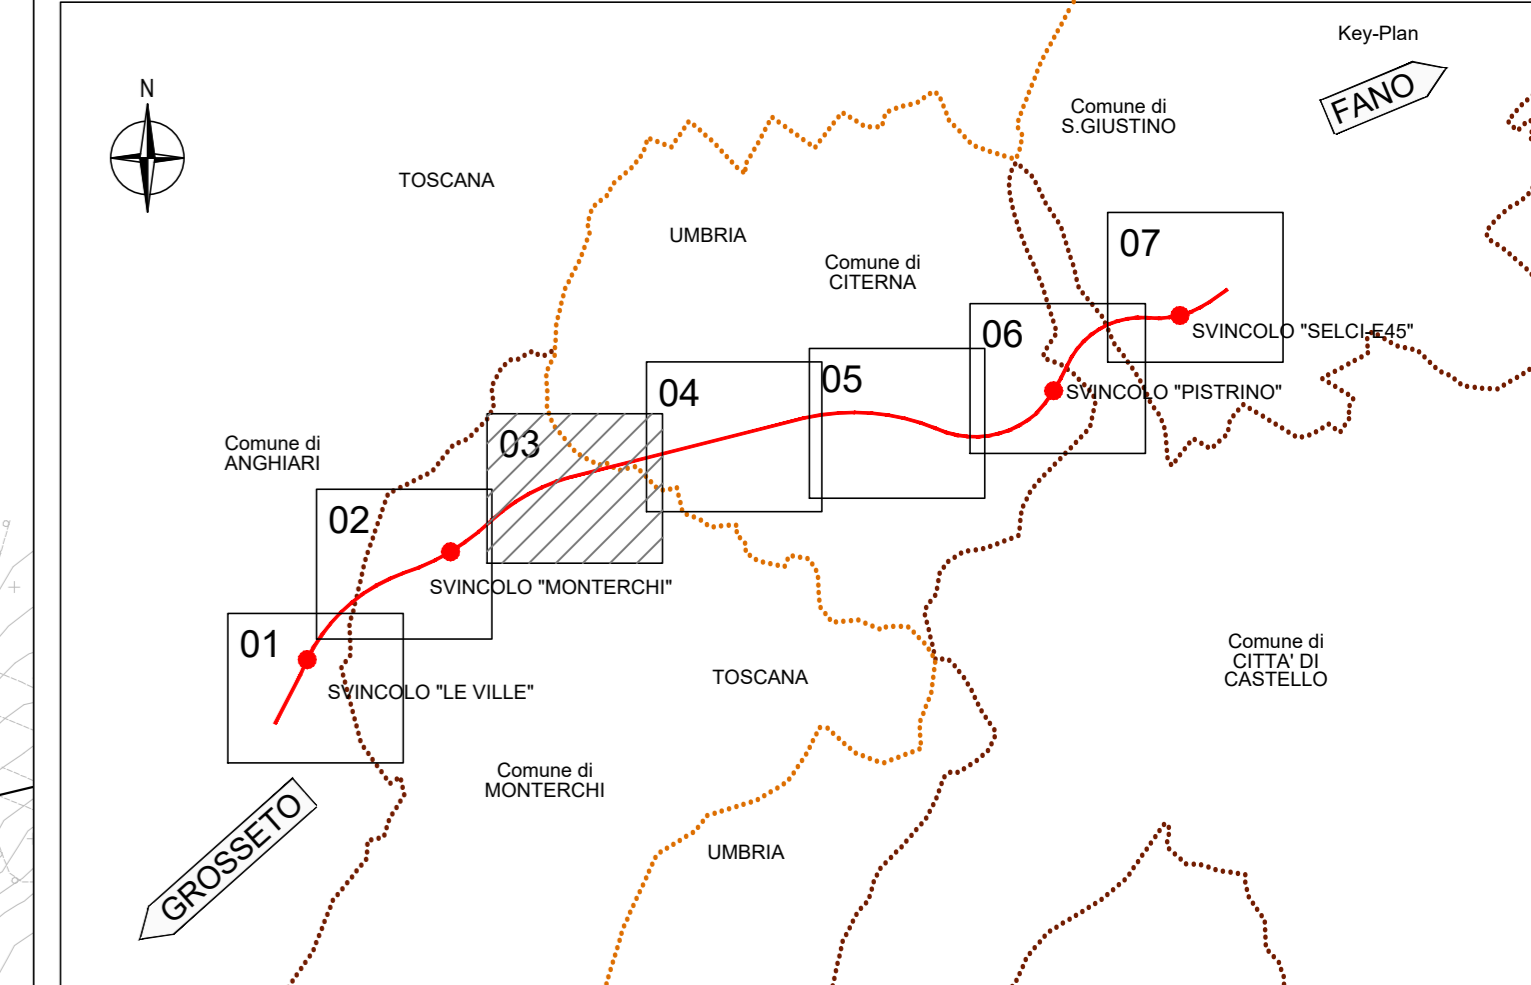 Key-Plan
N
FANO
Comune di
S.GIUSTINO
TOSCANA
UMBRIA
07
Comune di
CITERNA
06
SVINCOLO "SELCI-E45"
05
04
SVINCOLO "PISTRINO"
03
Comune di
ANGHIARI
02
SVINCOLO "MONTERCHI"
01
Comune di
CITTA' DI
CASTELLO
TOSCANA
SVINCOLO "LE VILLE"
Comune di
MONTERCHI
GROSSETO
UMBRIA